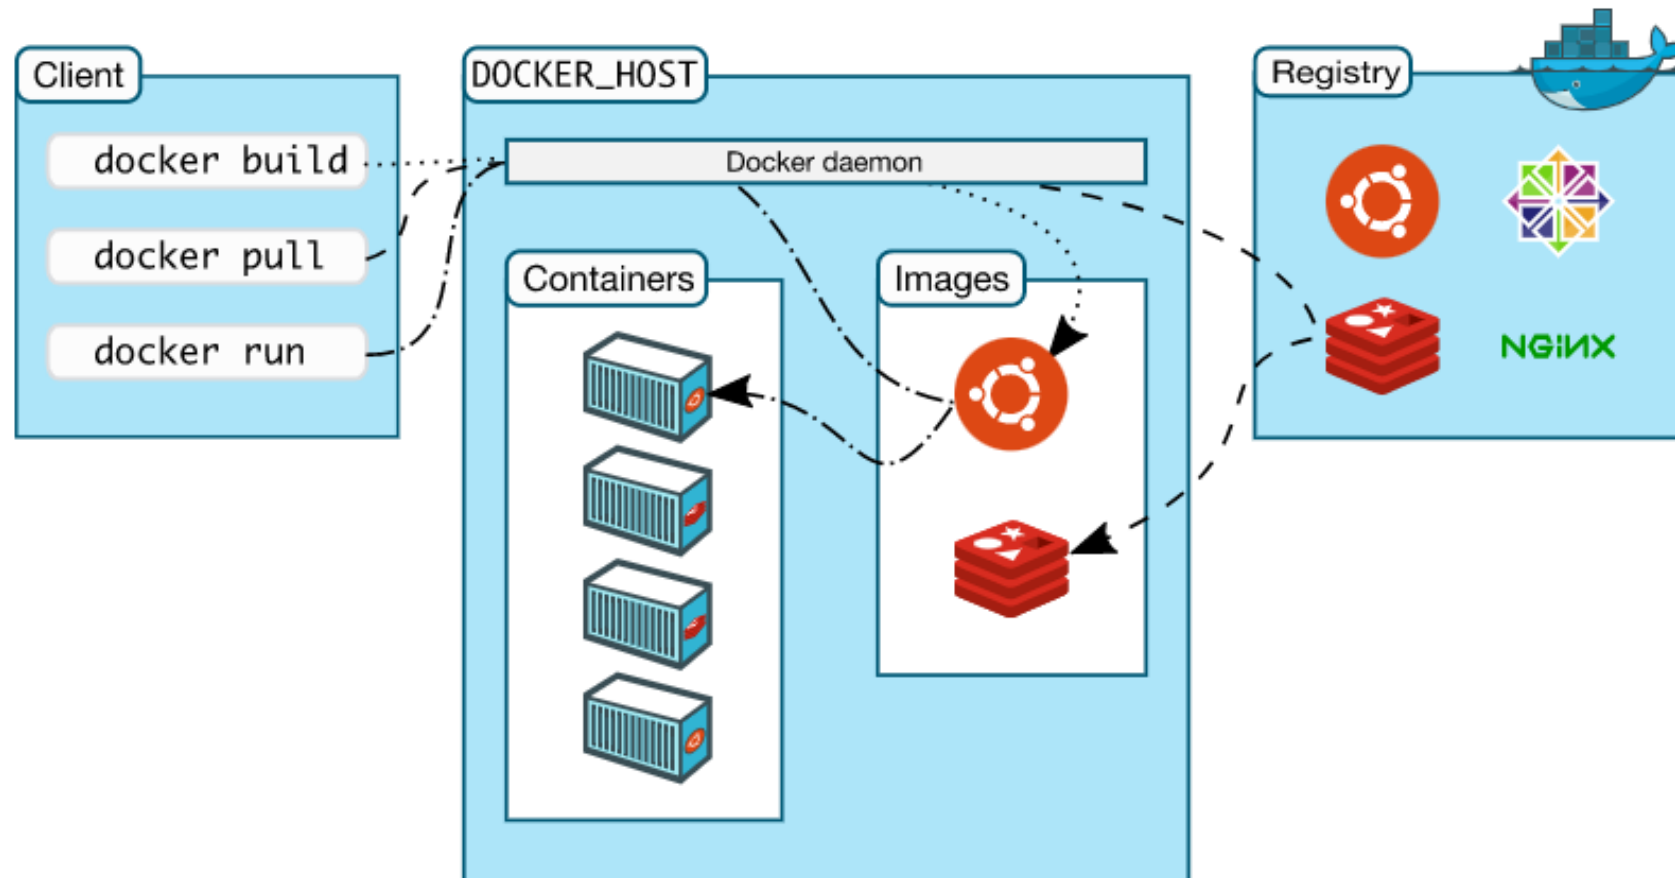 Client
docker build
docker pull
docker run
DOCKER_HOST
Docker daemon
Containers
Images
Registry
NGINX